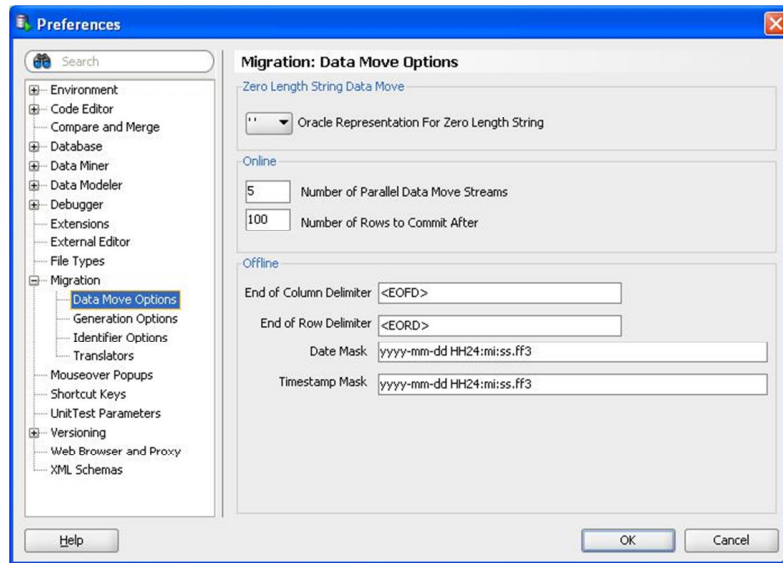 Preferences
Search
Environment
Code Editor
Compare and Merge
Database
Data Miner
Data Modeler
Debugger
Extensions
External Editor
File Types
Migration
Data Move Options
Generation Options
Identifier Options
Translators
Mouseover Popups
Shortcut Keys
UnitTest Parameters
Versioning
Web Browser and Proxy
XML Schemas
Migration: Data Move Options
Zero Length String Data Move
' ' Oracle Representation For Zero Length String
Online
5 Number of Parallel Data Move Streams
100 Number of Rows to Commit After
Offline
End of Column Delimiter <EOFD>
End of Row Delimiter <EORD>
Date Mask yyyy-mm-dd HH24:mi:ss.ff3
Timestamp Mask yyyy-mm-dd HH24:mi:ss.ff3
Help
OK
Cancel